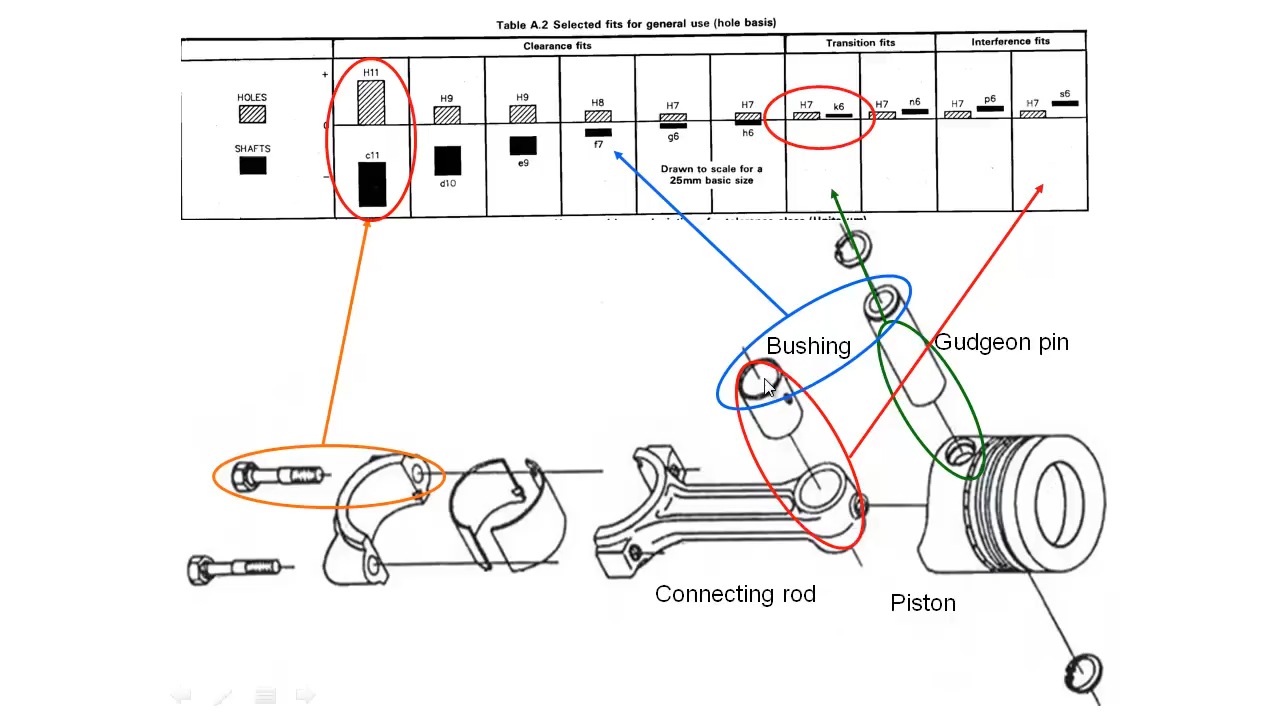 Table A.2 Selected fits for general use (hole basis)
Clearance fits
Transition fits
Interference fits
HOLES
SHAFTS
+
0
–
H11
c11
H9
d10
H9
e9
H8
f7
H7
g6
H7
h6
H7
k6
H7
n6
H7
p6
H7
s6
Drawn to scale for a
25mm basic size
Bushing
Gudgeon pin
Connecting rod
Piston